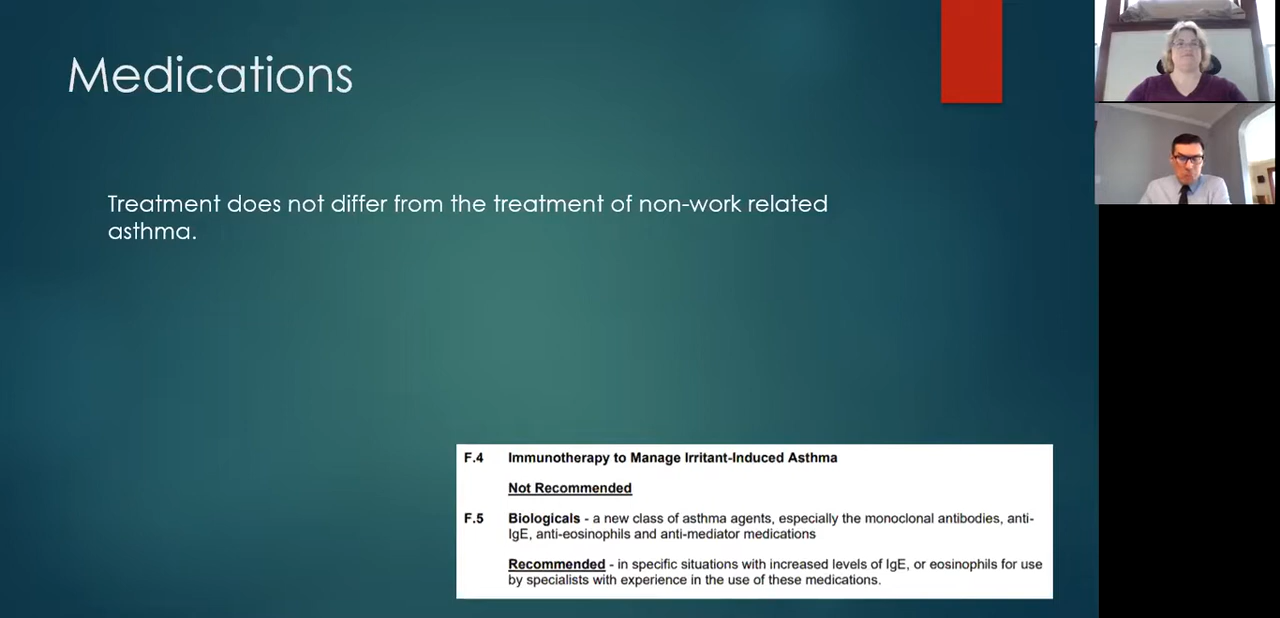 Medications
Treatment does not differ from the treatment of non-work related
asthma.
F.4 Immunotherapy to Manage Irritant-Induced Asthma
Not Recommended
F.5 Biologicals - a new class of asthma agents, especially the monoclonal antibodies, anti-
IgE, anti-eosinophils and anti-mediator medications
Recommended - in specific situations with increased levels of IgE, or eosinophils for use
by specialists with experience in the use of these medications.